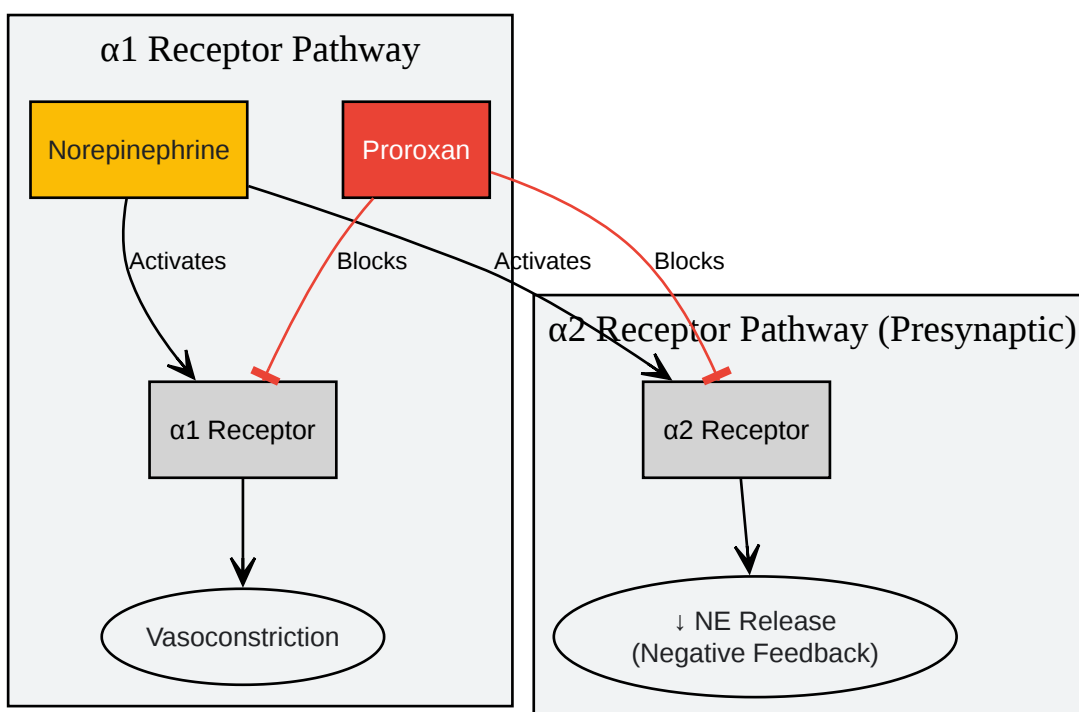 α1 Receptor Pathway
Norepinephrine
Proroxan
Activates
Blocks
Activates
Blocks
α2 Receptor Pathway (Presynaptic)
α1 Receptor
α2 Receptor
Vasoconstriction
↓ NE Release
(Negative Feedback)